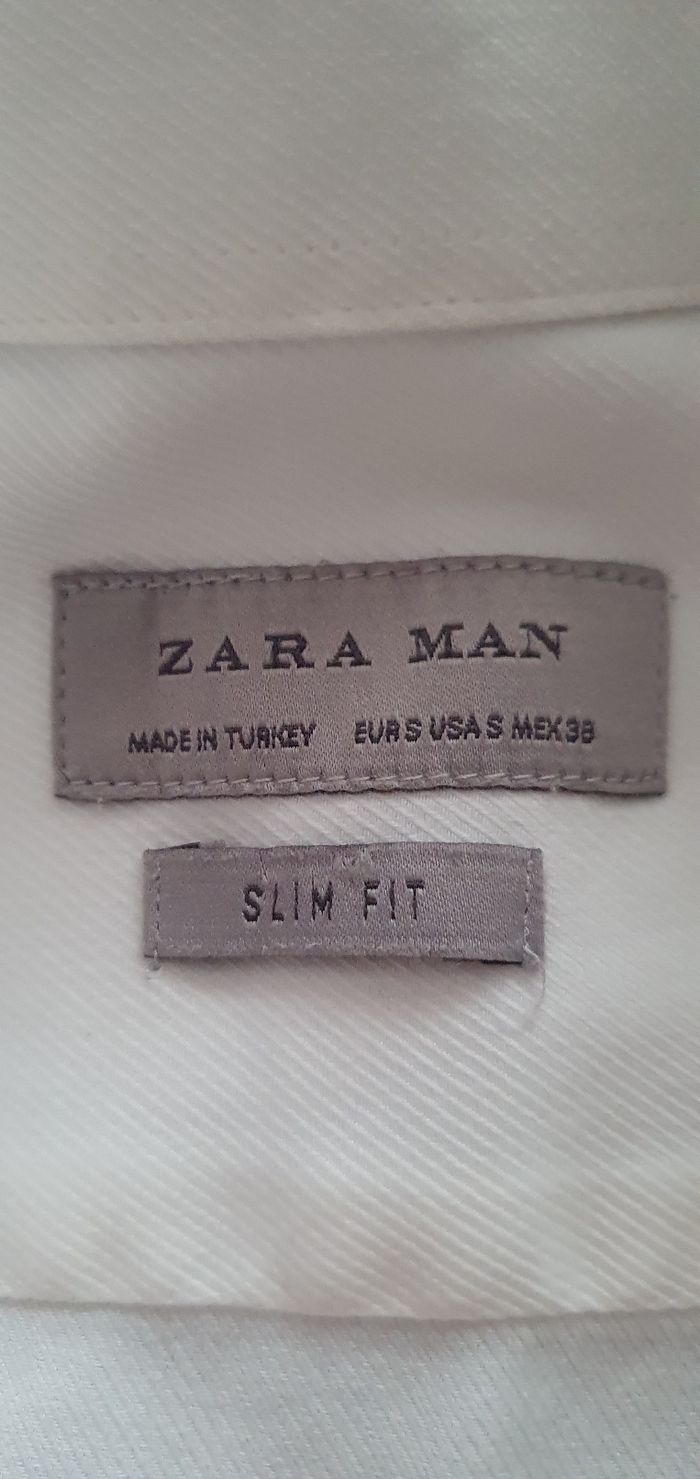 ZARA MAN
MADE IN TURKEY EUR S USA S MEX 38
SLIM FIT